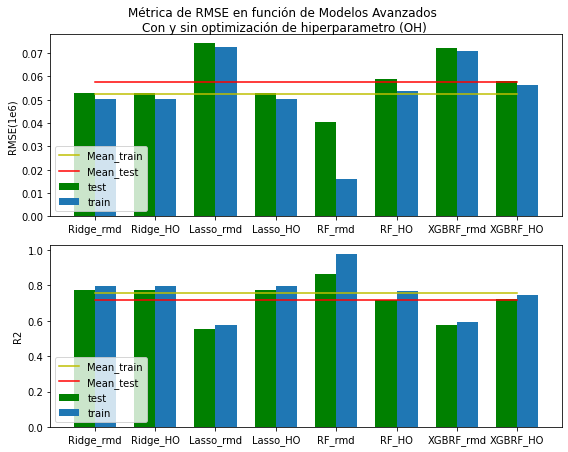 Métrica de RMSE en función de Modelos Avanzados
Con y sin optimización de hiperparametro (OH)
0.07
0.06
0.05
0.04
0.03
0.02
0.01
0.00
RMSE(1e6)
Mean_train
Mean_test
test
train
Ridge_rmd Ridge_HO Lasso_rmd Lasso_HO RF_rmd RF_HO XGBRF_rmd XGBRF_HO
1.0
0.8
0.6
0.4
0.2
0.0
R2
Mean_train
Mean_test
test
train
Ridge_rmd Ridge_HO Lasso_rmd Lasso_HO RF_rmd RF_HO XGBRF_rmd XGBRF_HO